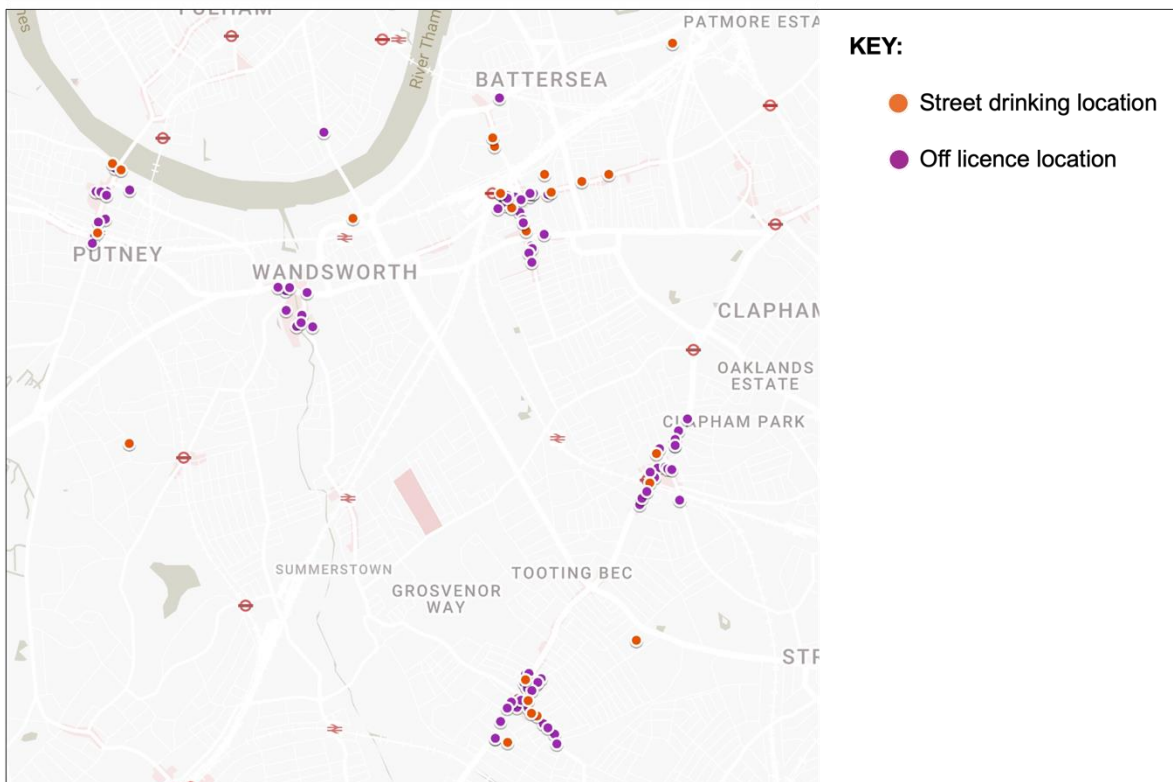 FULHAM
River Tham
PATMORE ESTA
BATTERSEA
PUTNEY
WANDSWORTH
CLAPHAM
OAKLANDS
ESTATE
CLAPHAM PARK
SUMMERSTOWN
GROSVENOR
WAY
TOOTING BEC
STR
KEY:
Street drinking location
Off licence location